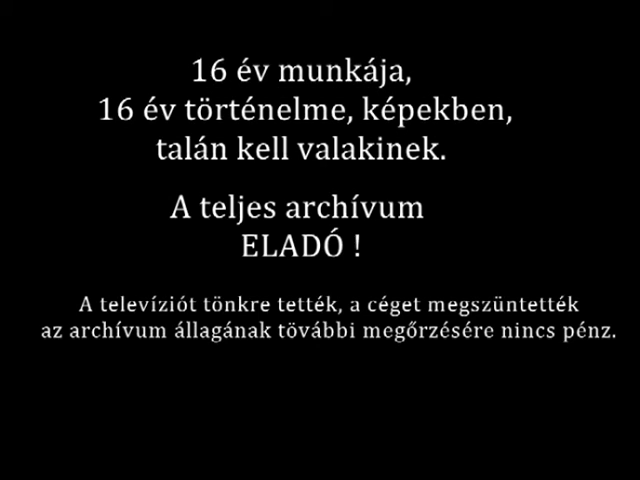 16 év munkája,
16 év történelme, képekben,
talán kell valakinek.
A teljes archívum
ELADÓ !
A televíziót tönkre tették, a céget megszüntették
az archívum állagának tövábbi megőrzésére nincs pénz.